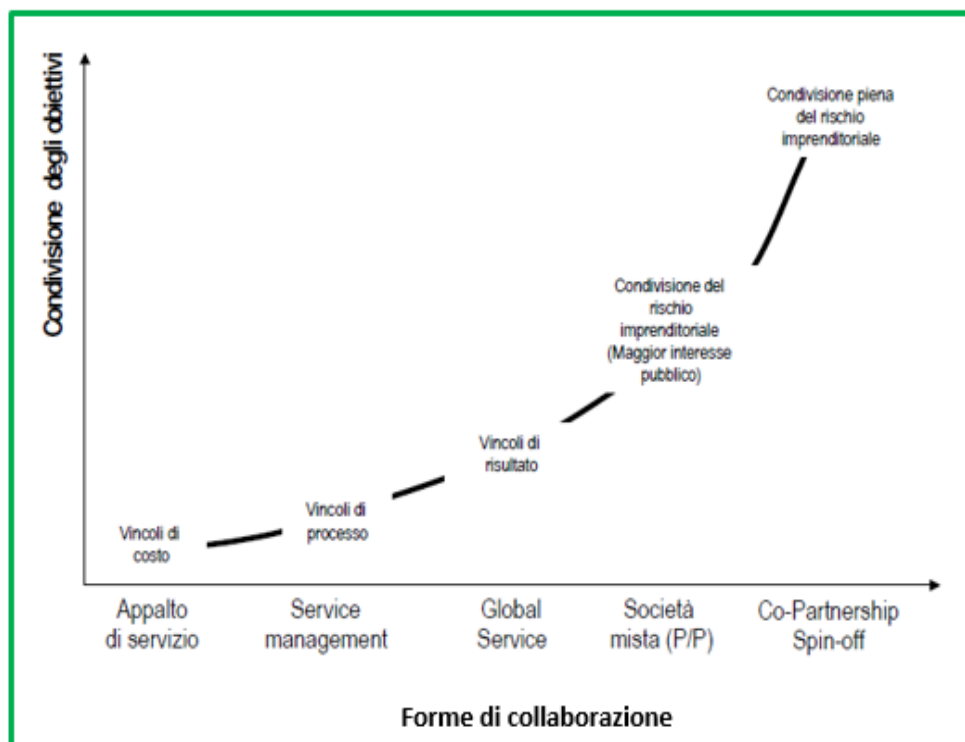 Condivisione degli obiettivi
Condivisione piena
del rischio
imprenditoriale
Condivisione del
rischio
imprenditoriale
(Maggior interesse
pubblico)
Vincoli di
risultato
Vincoli di
processo
Vincoli di
costo
Appalto
di servizio
Service
management
Global
Service
Società
mista (P/P)
Co-Partnership
Spin-off
Forme di collaborazione